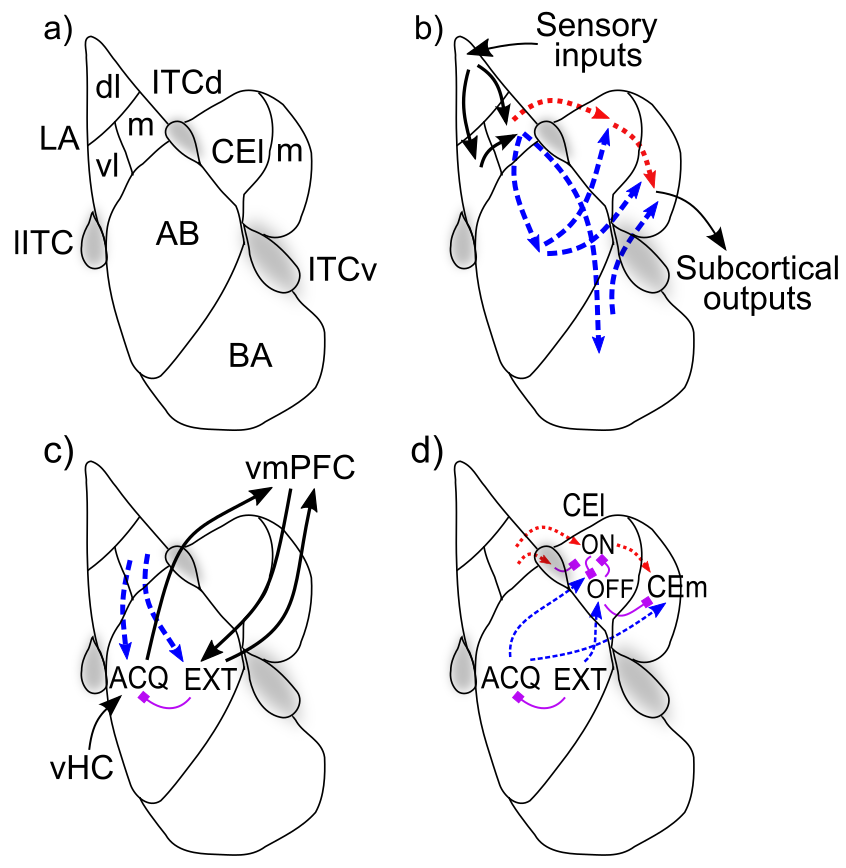 a)
dl
ITCd
LA
m
vl
CEl
m
lITC
AB
ITCv
BA
b)
Sensory
inputs
Subcortical
outputs
c)
vmPFC
ACQ
EXT
vHC
d)
CEl
ON
OFF
CEm
ACQ
EXT